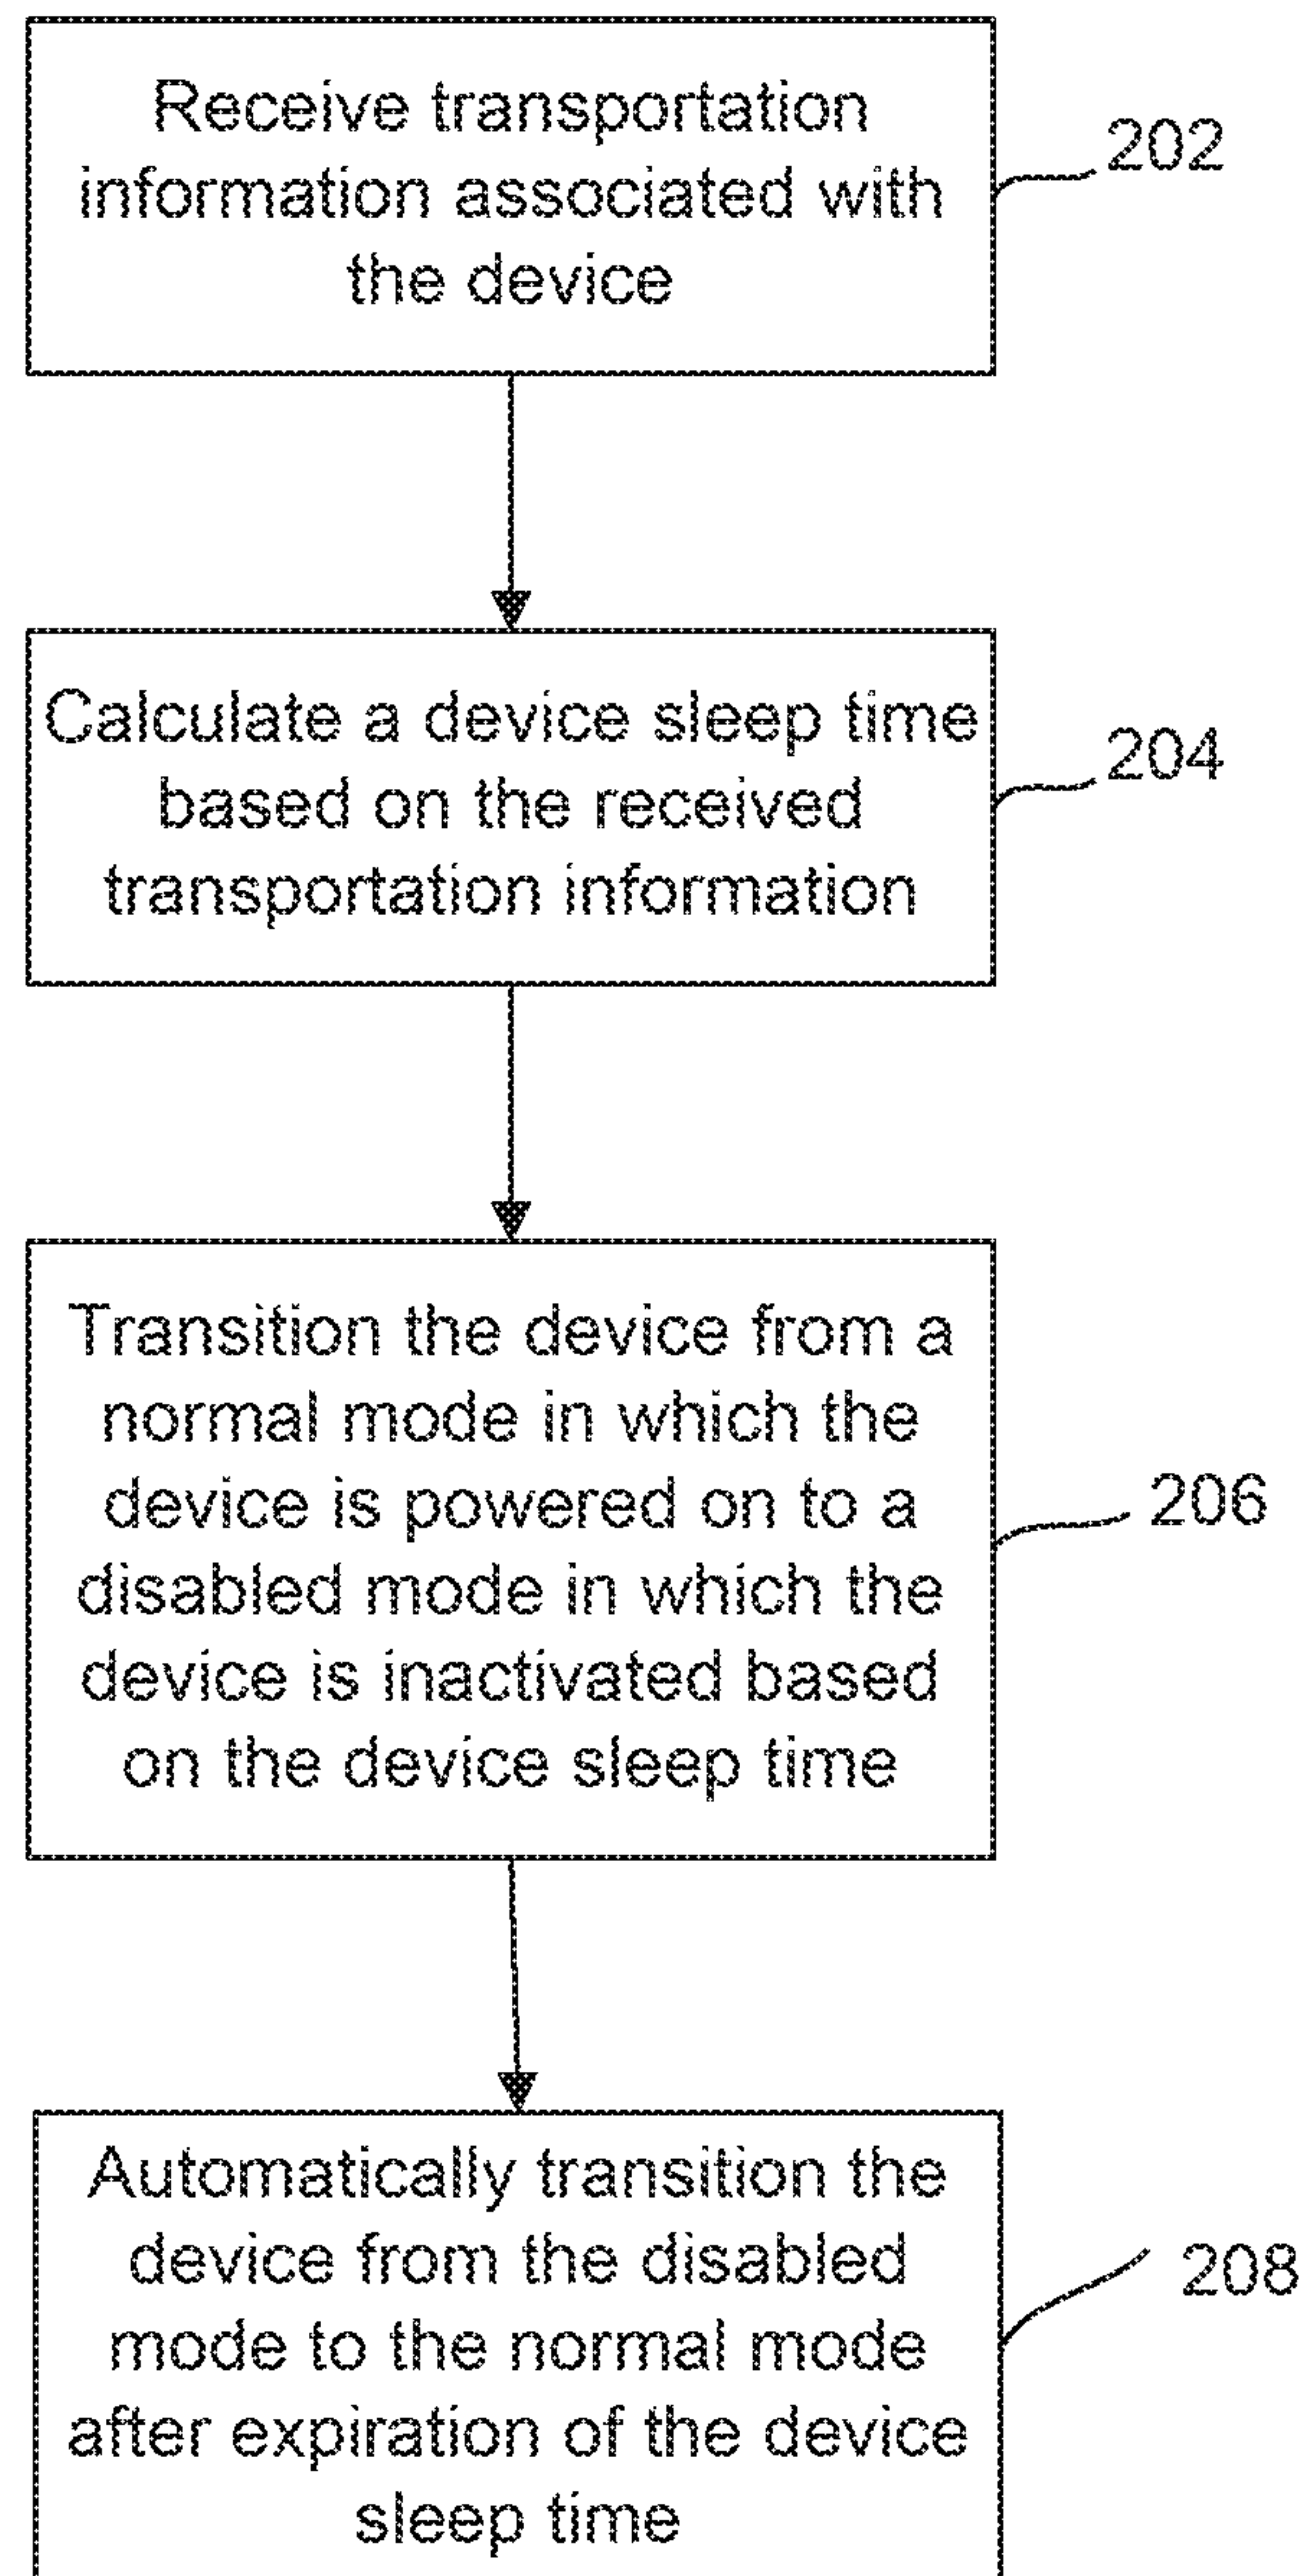 Receive transportation
information associated with
the device
202
Calculate a device sleep time
based on the received
transportation information
204
Transition the device from a
normal mode in which the
device is powered on to a
disabled mode in which the
device is inactivated based
on the device sleep time
206
Automatically transition the
device from the disabled
mode to the normal mode
after expiration of the device
sleep time
208